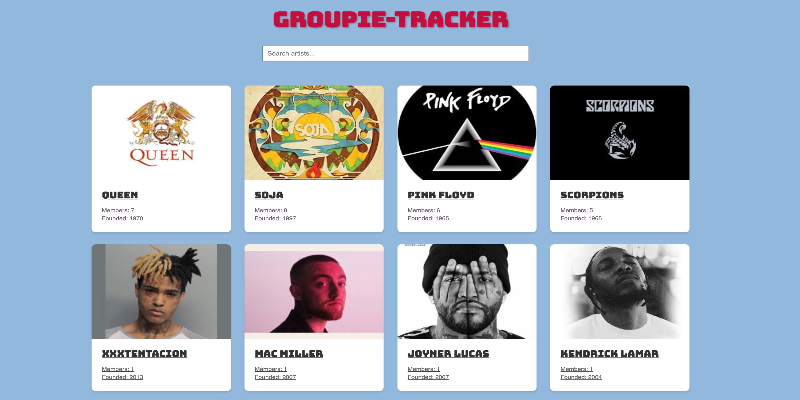 GROUPIE-TRACKER
Search artists...
QUEEN
SOJA
PINK FLOYD
SCORPIONS
QUEEN
Members: 7
Founded: 1970
SOJA
Members: 8
Founded: 1997
PINK FLOYD
Members: 6
Founded: 1965
SCORPIONS
Members: 5
Founded: 1965
XXXTENTACION
Members: 1
Founded: 2013
MAC MILLER
Members: 1
Founded: 2007
JOYNER LUCAS
Members: 1
Founded: 2007
KENDRICK LAMAR
Members: 1
Founded: 2004